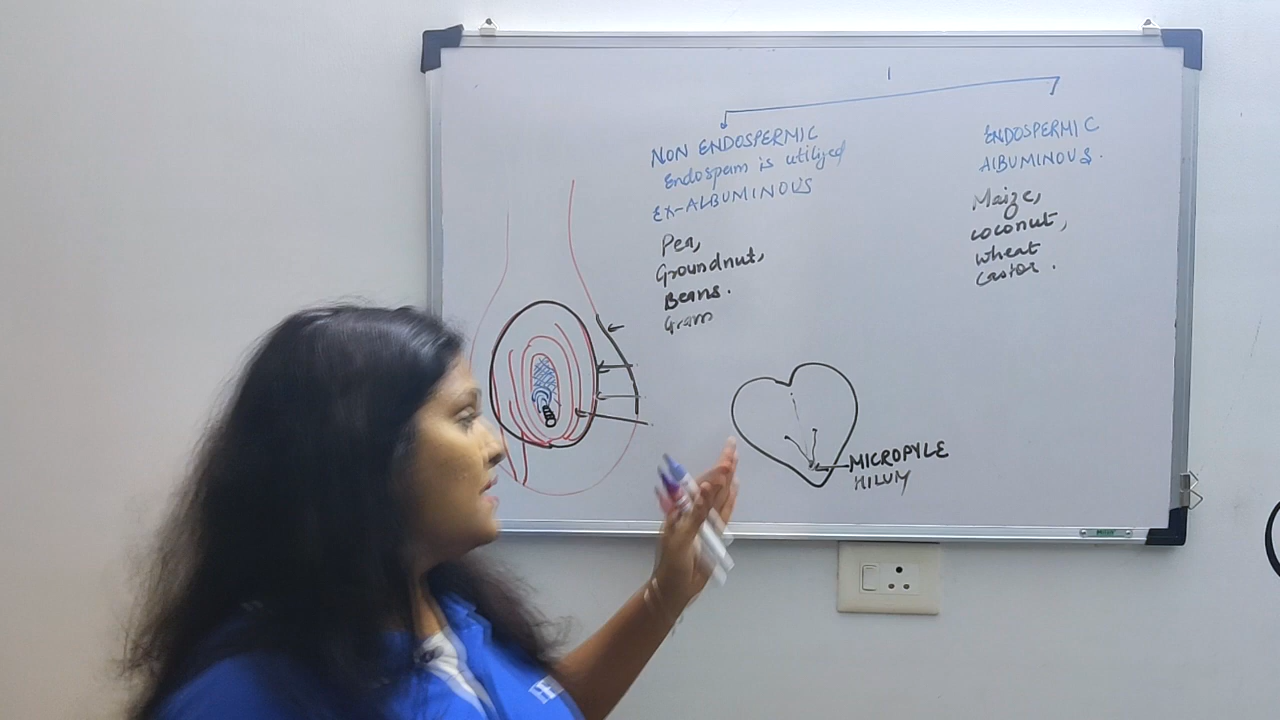 NON ENDOSPERMIC
Endosperm is utilized
EX-ALBUMINOUS
Pea,
Groundnut,
Beans.
Gram
ENDOSPERMIC
AlBUMINOUS.
Maize,
coconut,
wheat
castor.
MICROPYLE
HILUM